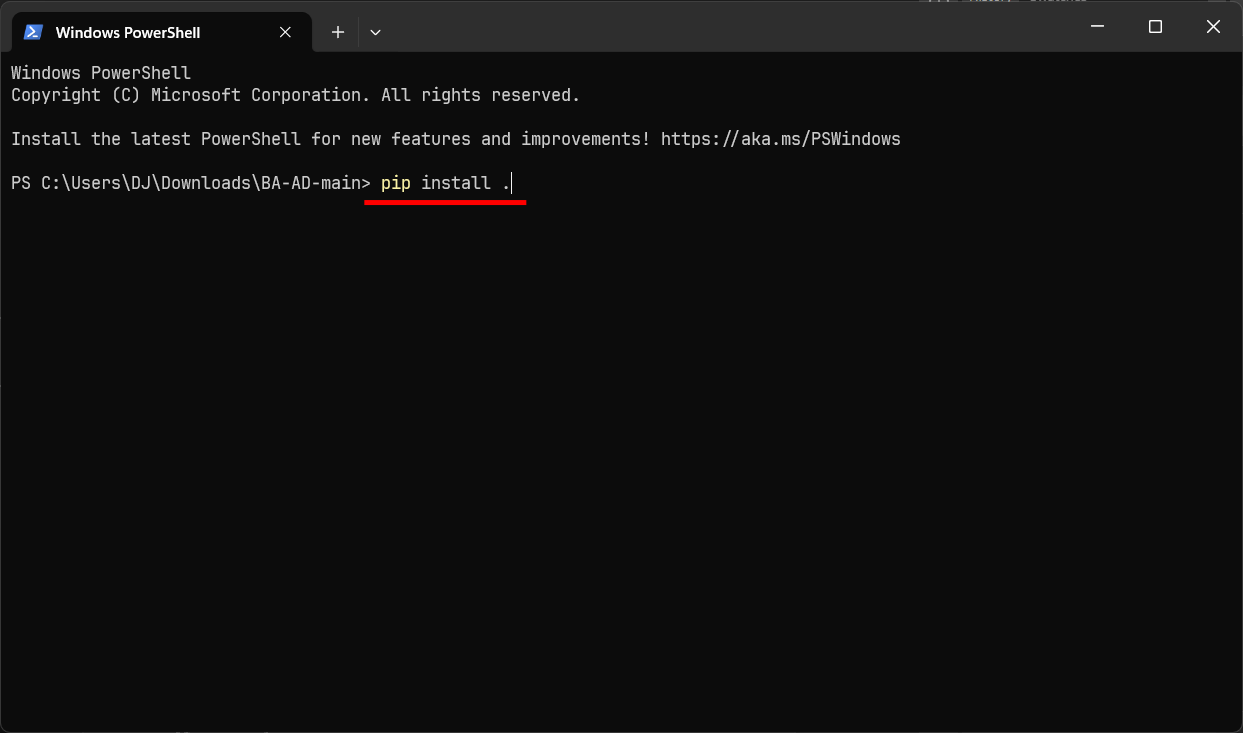 Windows PowerShell
Windows PowerShell
Copyright (C) Microsoft Corporation. All rights reserved.
Install the latest PowerShell for new features and improvements! https://aka.ms/PSWindows
PS C:\Users\DJ\Downloads\BA-AD-main> pip install .